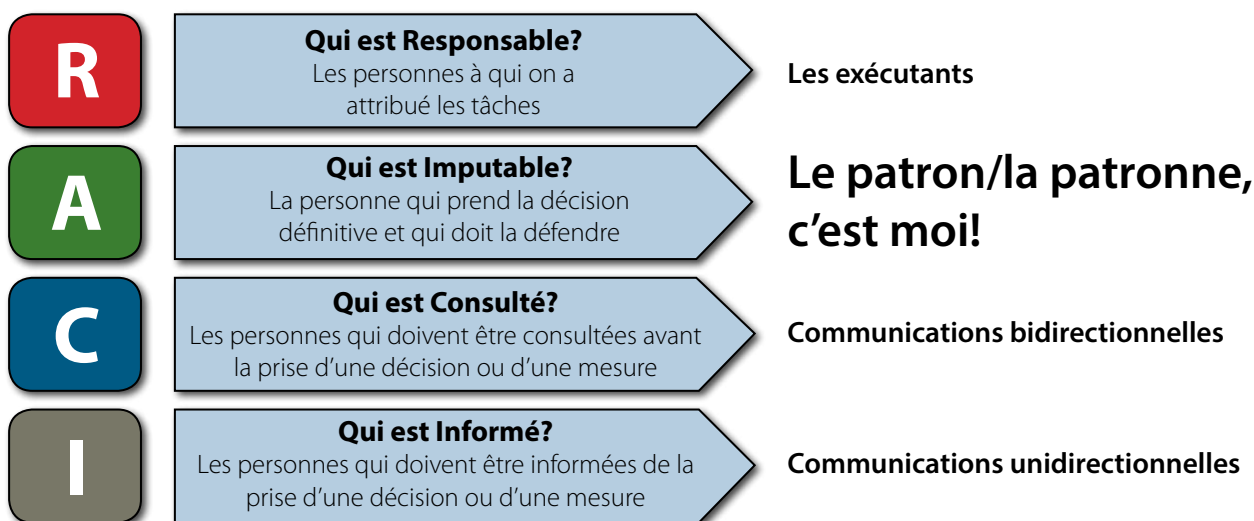 R
Qui est Responsable?
Les personnes à qui on a
attribué les tâches
Les exécutants
A
Qui est Imputable?
La personne qui prend la décision
définitive et qui doit la défendre
Le patron/la patronne,
c’est moi!
C
Qui est Consulté?
Les personnes qui doivent être consultées avant
la prise d’une décision ou d’une mesure
Communications bidirectionnelles
I
Qui est Informé?
Les personnes qui doivent être informées de la
prise d’une décision ou d’une mesure
Communications unidirectionnelles